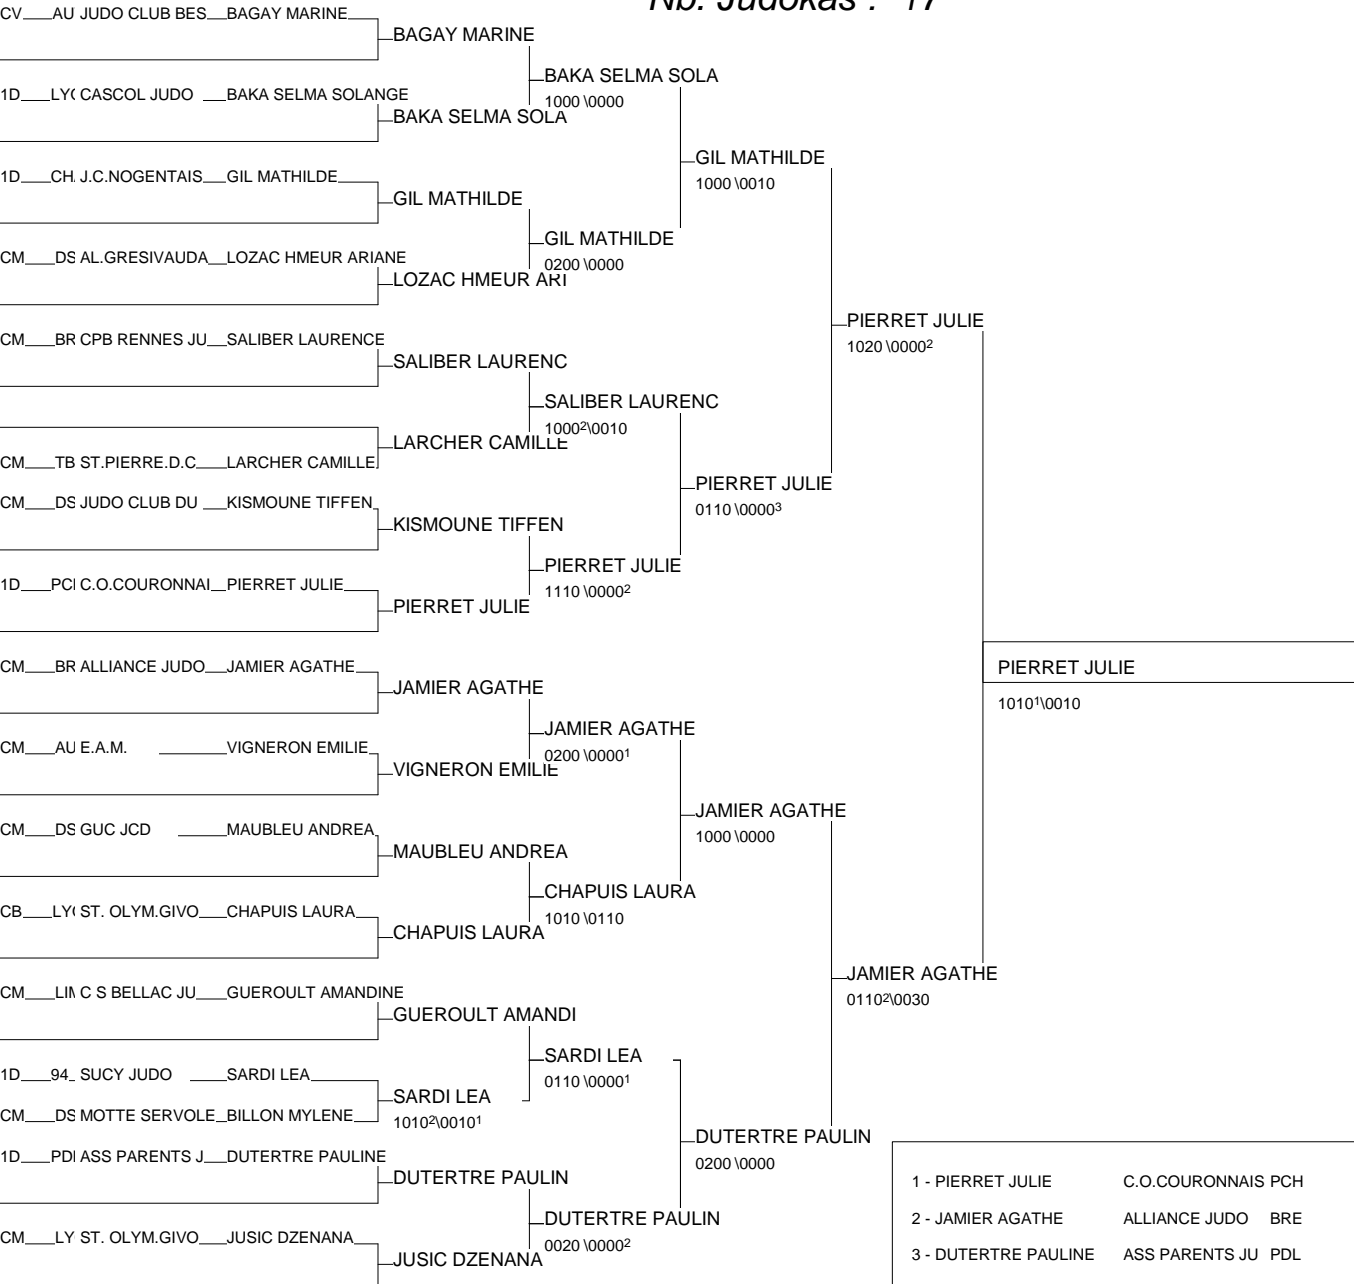 Nb. Judokas : 17
CV AU JUDO CLUB BES BAGAY MARINE
BAGAY MARINE
BAKA SELMA SOLA
1000 \0000
1D LY( CASCOL JUDO BAKA SELMA SOLANGE
BAKA SELMA SOLA
GIL MATHILDE
1000 \0010
1D CH. J.C.NOGENTAIS GIL MATHILDE
GIL MATHILDE
GIL MATHILDE
0200 \0000
CM DS AL.GRESIVAUDA LOZAC HMEUR ARIANE
LOZAC HMEUR ARI
PIERRET JULIE
1020 \0000²
CM BR CPB RENNES JU SALIBER LAURENCE
SALIBER LAURENC
SALIBER LAURENC
1000²\0010
LARCHER CAMILLE
CM TB ST.PIERRE.D.C LARCHER CAMILLE
PIERRET JULIE
0110 \0000³
CM DS JUDO CLUB DU KISMOUNE TIFFEN
KISMOUNE TIFFEN
PIERRET JULIE
1110 \0000²
1D PCI C.O.COURONNAI PIERRET JULIE
PIERRET JULIE
PIERRET JULIE
1010¹\0010
CM BR ALLIANCE JUDO JAMIER AGATHE
JAMIER AGATHE
JAMIER AGATHE
0200 \0000¹
CM AU E.A.M. VIGNERON EMILIE
VIGNERON EMILIE
JAMIER AGATHE
1000 \0000
CM DS GUC JCD MAUBLEU ANDREA
MAUBLEU ANDREA
CHAPUIS LAURA
1010 \0110
CB LY( ST. OLYM.GIVO CHAPUIS LAURA
CHAPUIS LAURA
JAMIER AGATHE
0110²\0030
CM LIM C S BELLAC JU GUEROULT AMANDINE
GUEROULT AMANDI
SARDI LEA
0110 \0000¹
1D 94 SUCY JUDO SARDI LEA
SARDI LEA
1010²\0010¹
CM DS MOTTE SERVOLE BILLON MYLENE
DUTERTRE PAULIN
0200 \0000
1D PDI ASS PARENTS J DUTERTRE PAULINE
DUTERTRE PAULIN
DUTERTRE PAULIN
0020 \0000²
CM LY ST. OLYM.GIVO JUSIC DZENANA
JUSIC DZENANA
1 - PIERRET JULIE C.O.COURONNAIS PCH
2 - JAMIER AGATHE ALLIANCE JUDO BRE
3 - DUTERTRE PAULINE ASS PARENTS JU PDL